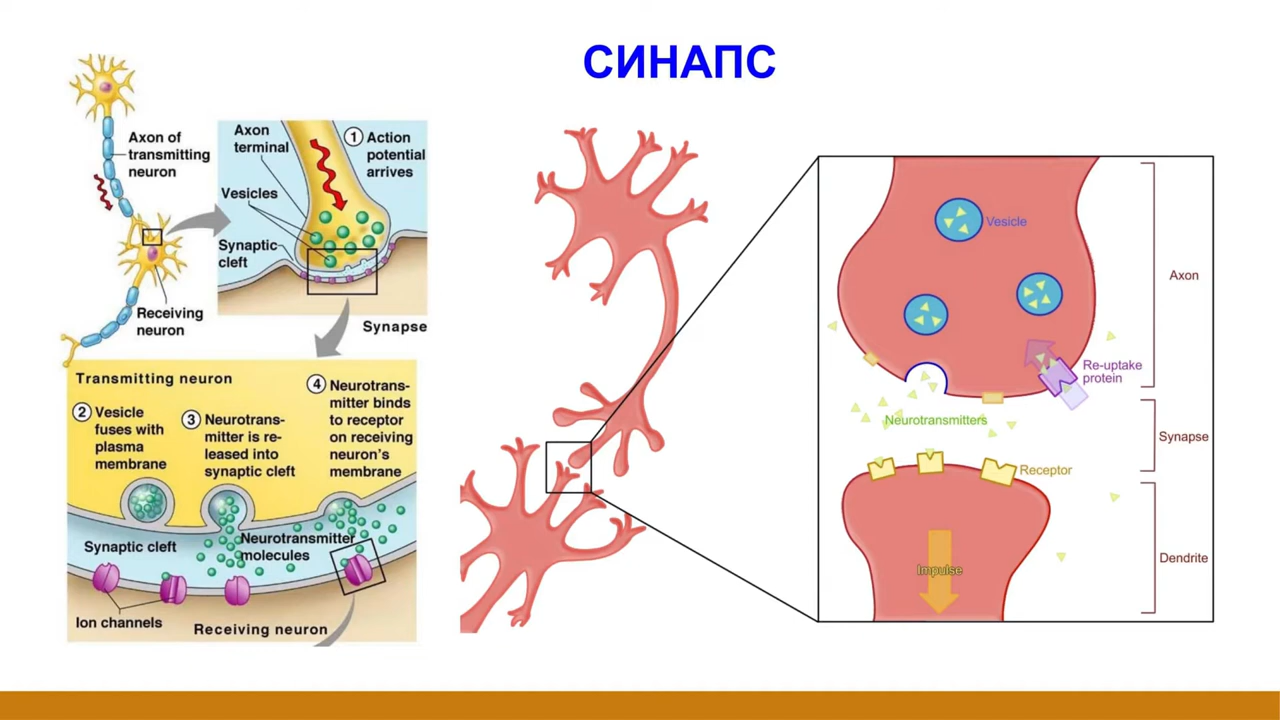 СИНАПС
Axon of
transmitting
neuron
Receiving
neuron
Axon
terminal
Vesicles
Synaptic
cleft
1 Action
potential
arrives
Synapse
Transmitting neuron
2 Vesicle
fuses with
plasma
membrane
3 Neurotrans-
mitter is re-
leased into
synaptic cleft
4 Neurotrans-
mitter binds
to receptor
on receiving
neuron's
membrane
Synaptic cleft
Neurotransmitter
molecules
Ion channels
Receiving neuron
Vesicle
Axon
Re-uptake
protein
Neurotransmitters
Synapse
Receptor
Dendrite
Impulse